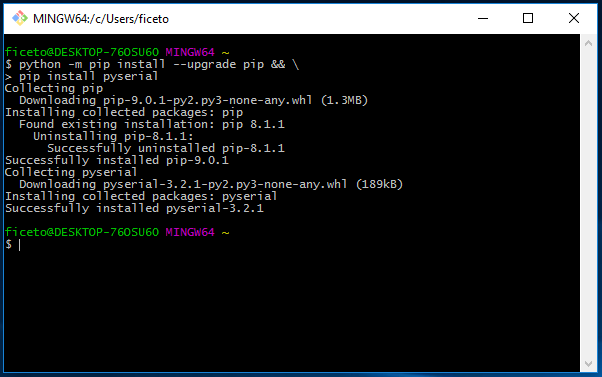 MINGW64:/c/Users/ficeto
ficeto@DESKTOP-76OSU6O MINGW64 ~
$ python -m pip install --upgrade pip && \
> pip install pyserial
Collecting pip
  Downloading pip-9.0.1-py2.py3-none-any.whl (1.3MB)
Installing collected packages: pip
  Found existing installation: pip 8.1.1
    Uninstalling pip-8.1.1:
      Successfully uninstalled pip-8.1.1
Successfully installed pip-9.0.1
Collecting pyserial
  Downloading pyserial-3.2.1-py2.py3-none-any.whl (189kB)
Installing collected packages: pyserial
Successfully installed pyserial-3.2.1
ficeto@DESKTOP-76OSU6O MINGW64 ~
$